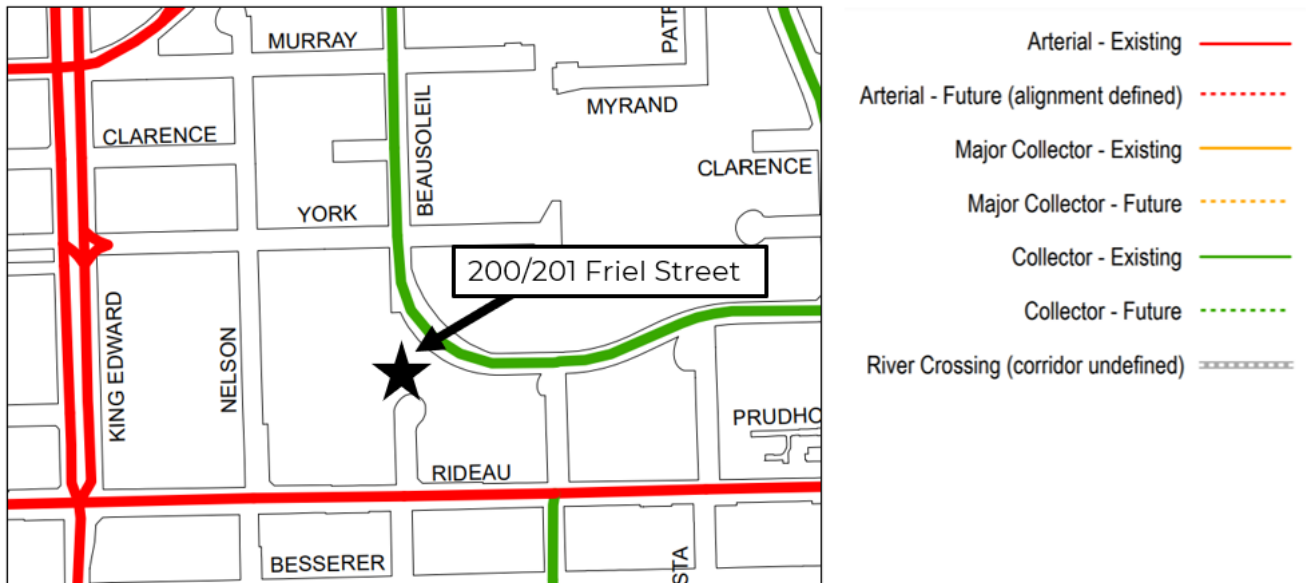 MURRAY
PATR
BEAUSOLEIL
MYRAND
CLARENCE
CLARENCE
YORK
200/201 Friel Street
KING EDWARD
NELSON
PRUDHO
RIDEAU
BESSERER
STA
Arterial - Existing
Arterial - Future (alignment defined)
Major Collector - Existing
Major Collector - Future
Collector - Existing
Collector - Future
River Crossing (corridor undefined)